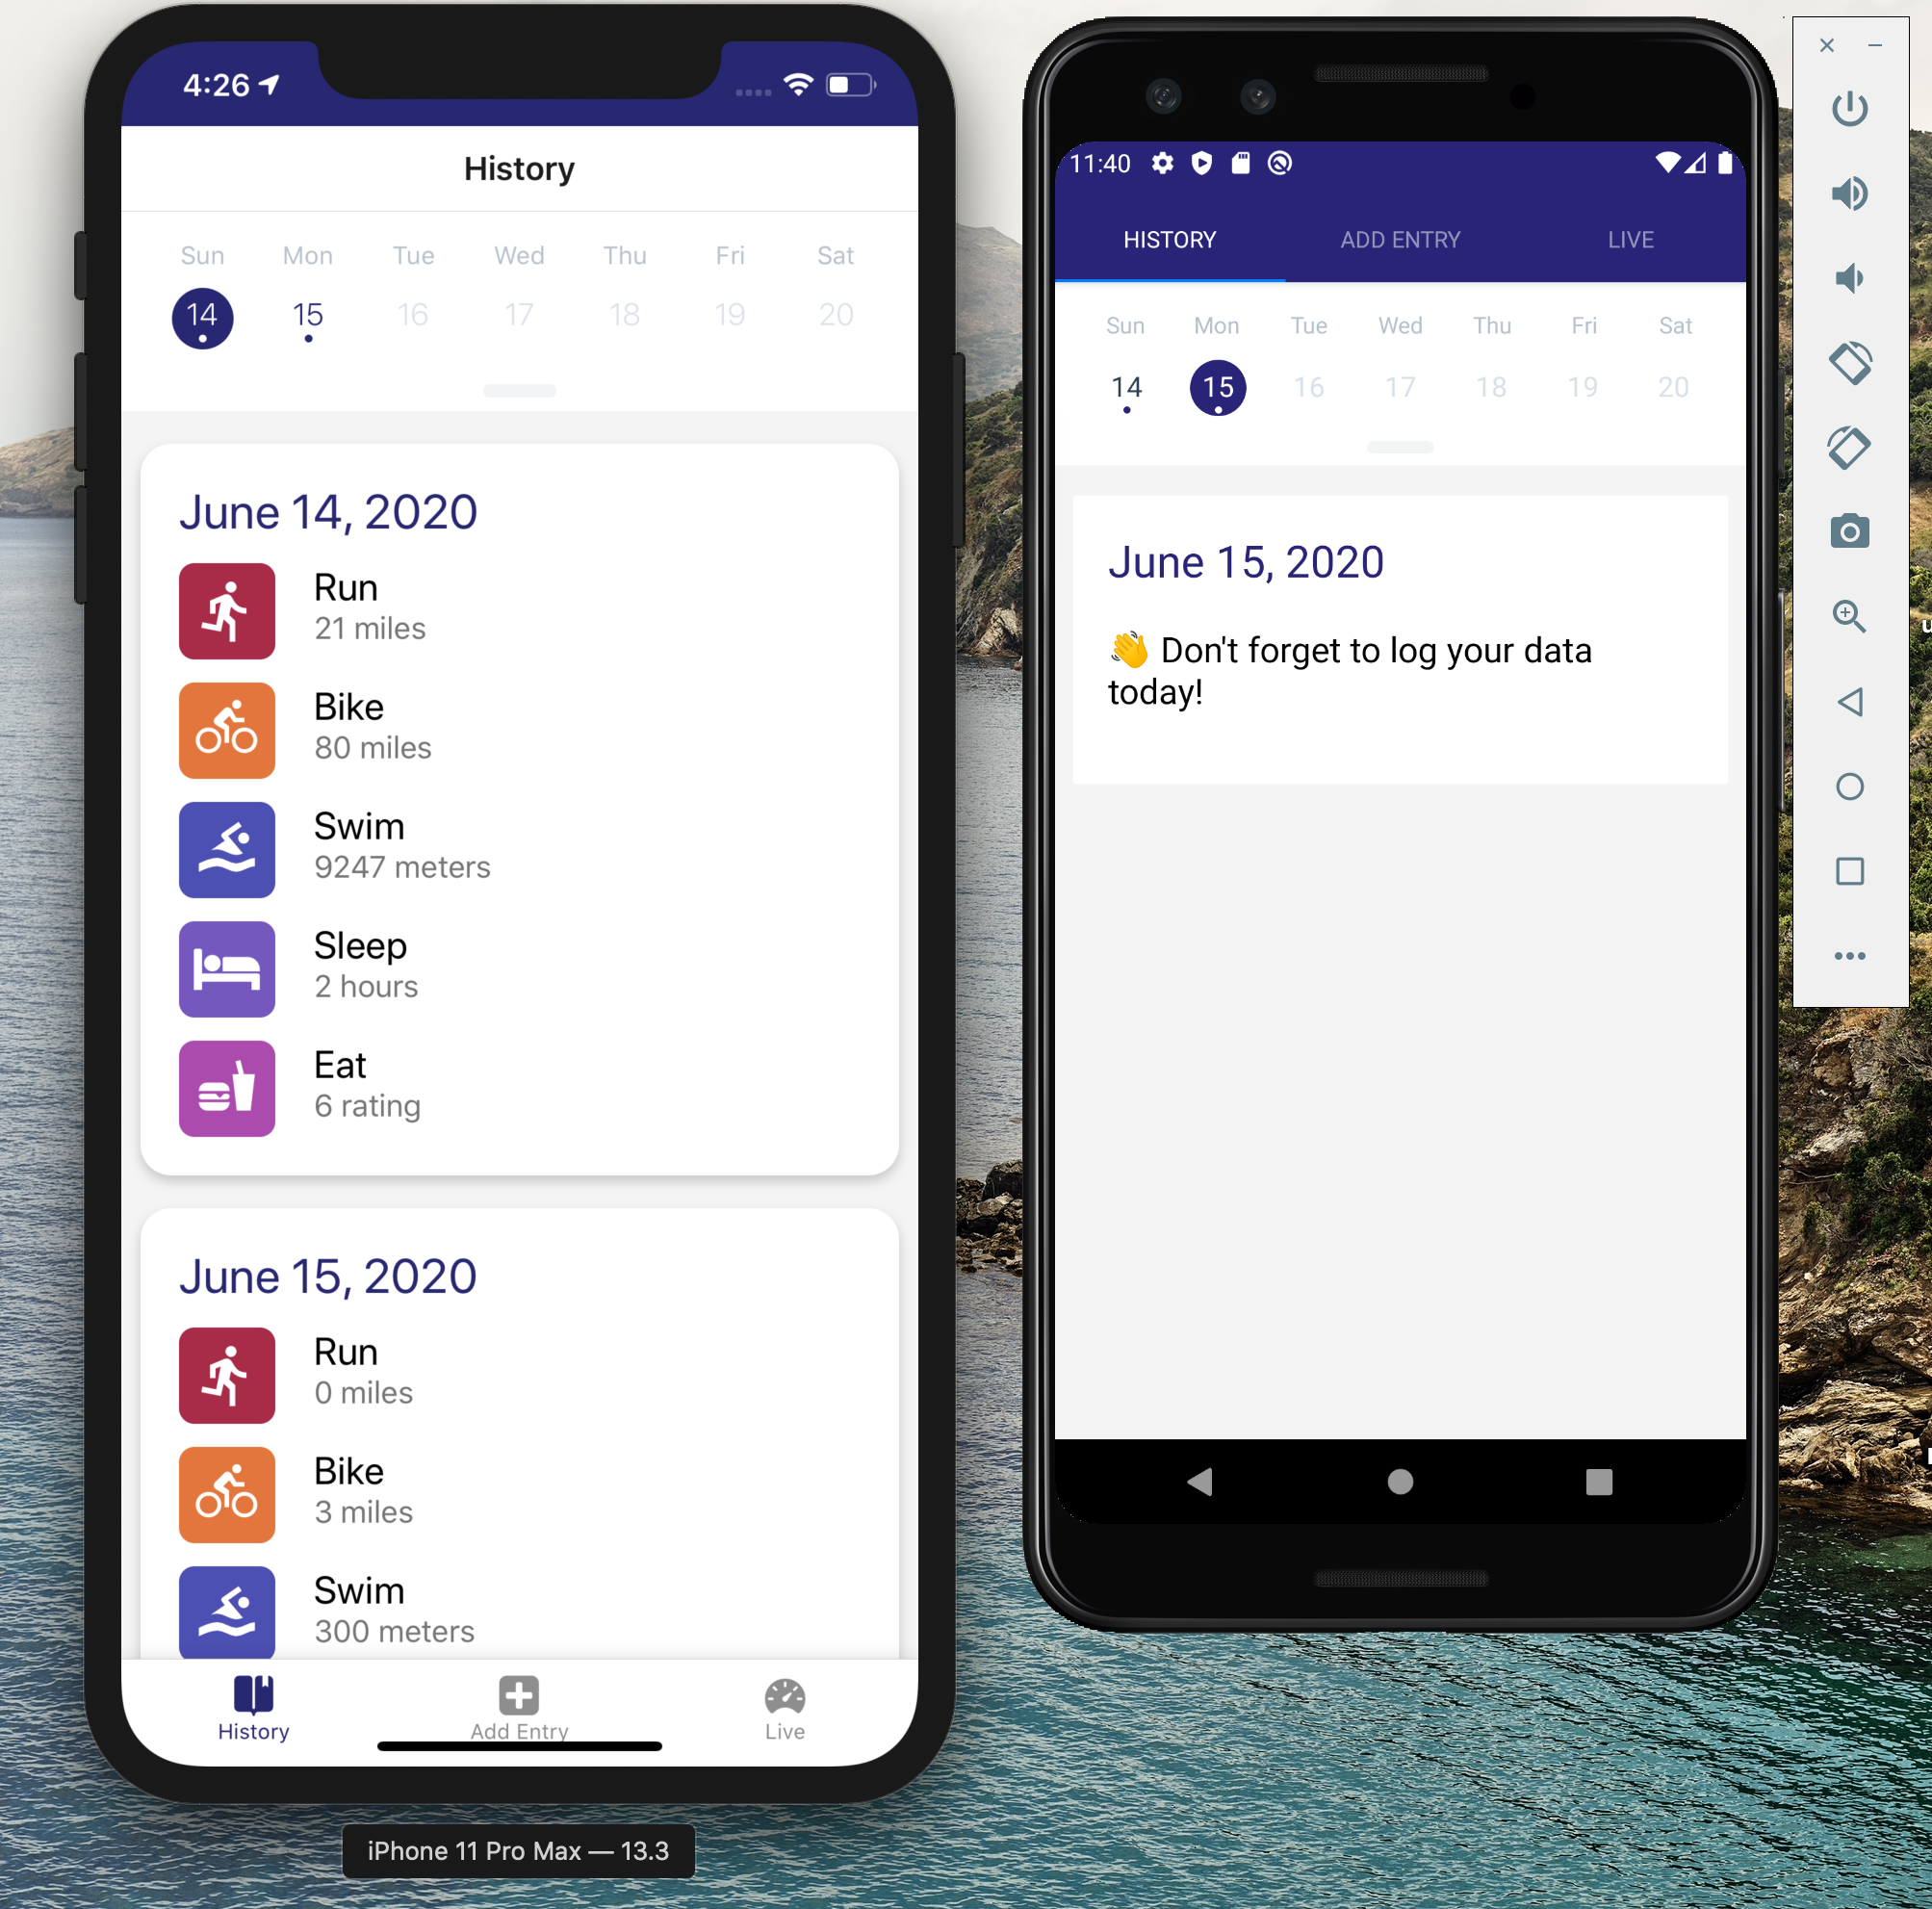 4:26
History
Sun Mon Tue Wed Thu Fri Sat
14 15 16 17 18 19 20
June 14, 2020
Run
21 miles
Bike
80 miles
Swim
9247 meters
Sleep
2 hours
Eat
6 rating
June 15, 2020
Run
0 miles
Bike
3 miles
Swim
300 meters
History Add Entry Live
iPhone 11 Pro Max — 13.3
11:40
HISTORY ADD ENTRY LIVE
Sun Mon Tue Wed Thu Fri Sat
14 15 16 17 18 19 20
June 15, 2020
👋 Don't forget to log your data
today!